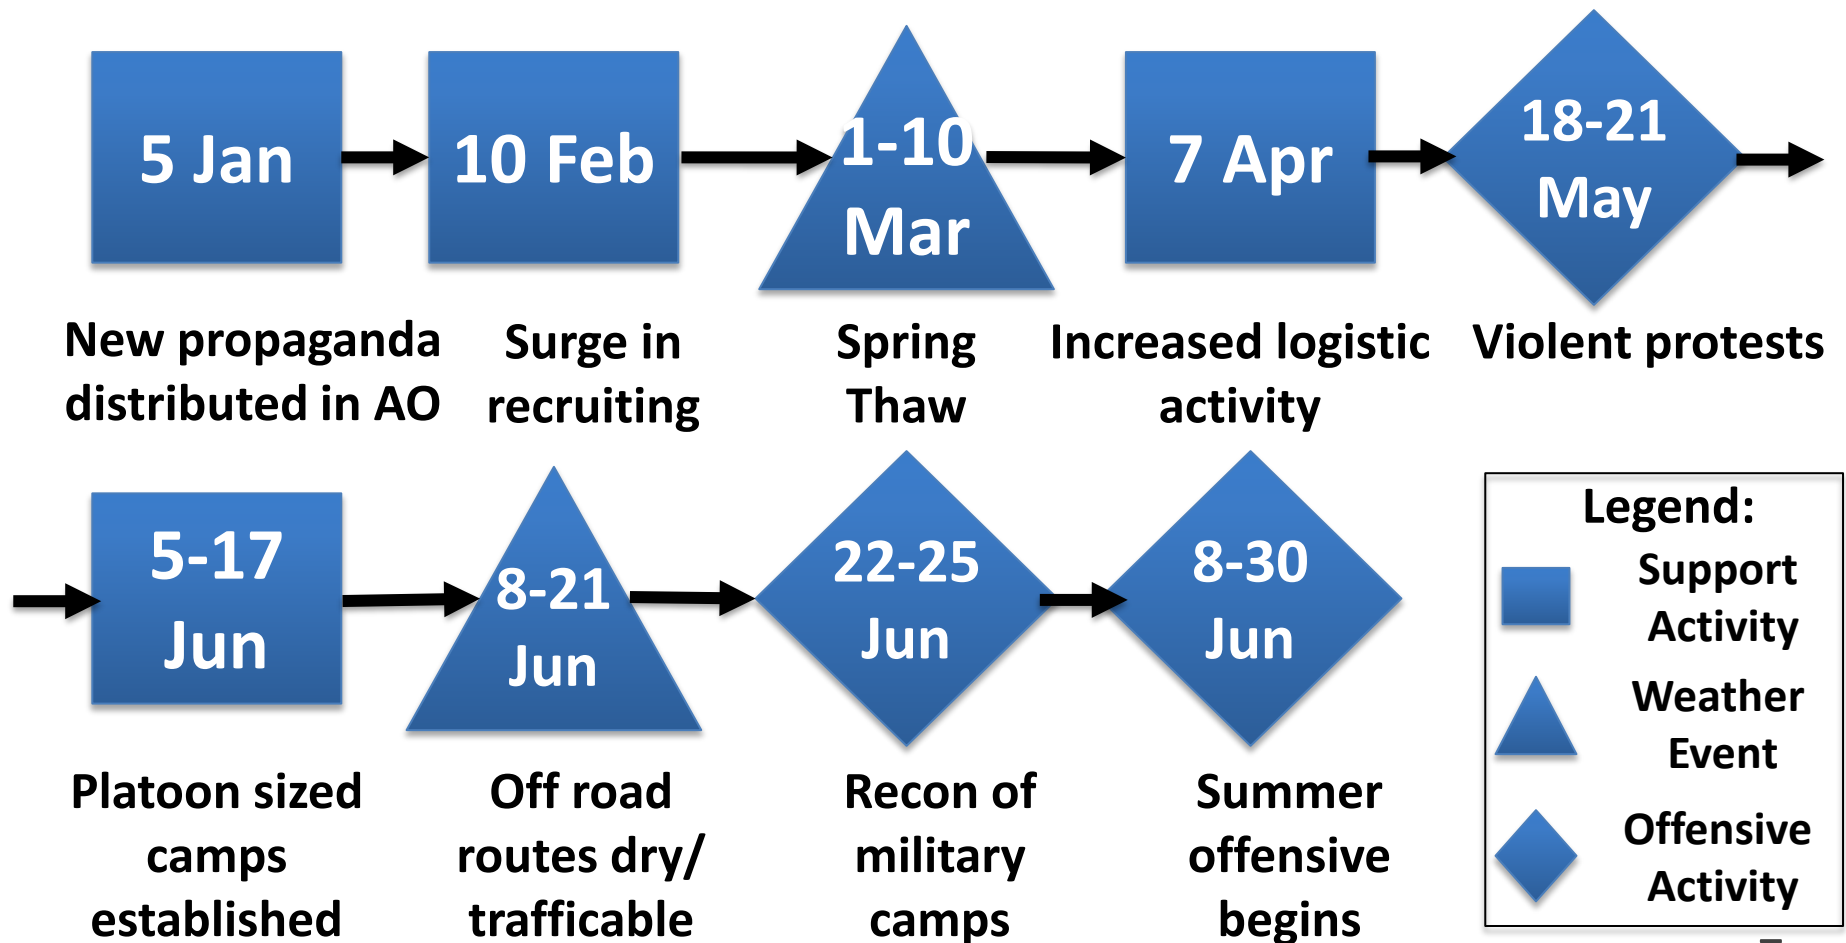 5 Jan
10 Feb
1-10
Mar
7 Apr
18-21
May
New propaganda
distributed in AO
Surge in
recruiting
Spring
Thaw
Increased logistic
activity
Violent protests
5-17
Jun
8-21
Jun
22-25
Jun
8-30
Jun
Platoon sized
camps
established
Off road
routes dry/
trafficable
Recon of
military
camps
Summer
offensive
begins
Legend:
Support
Activity
Weather
Event
Offensive
Activity